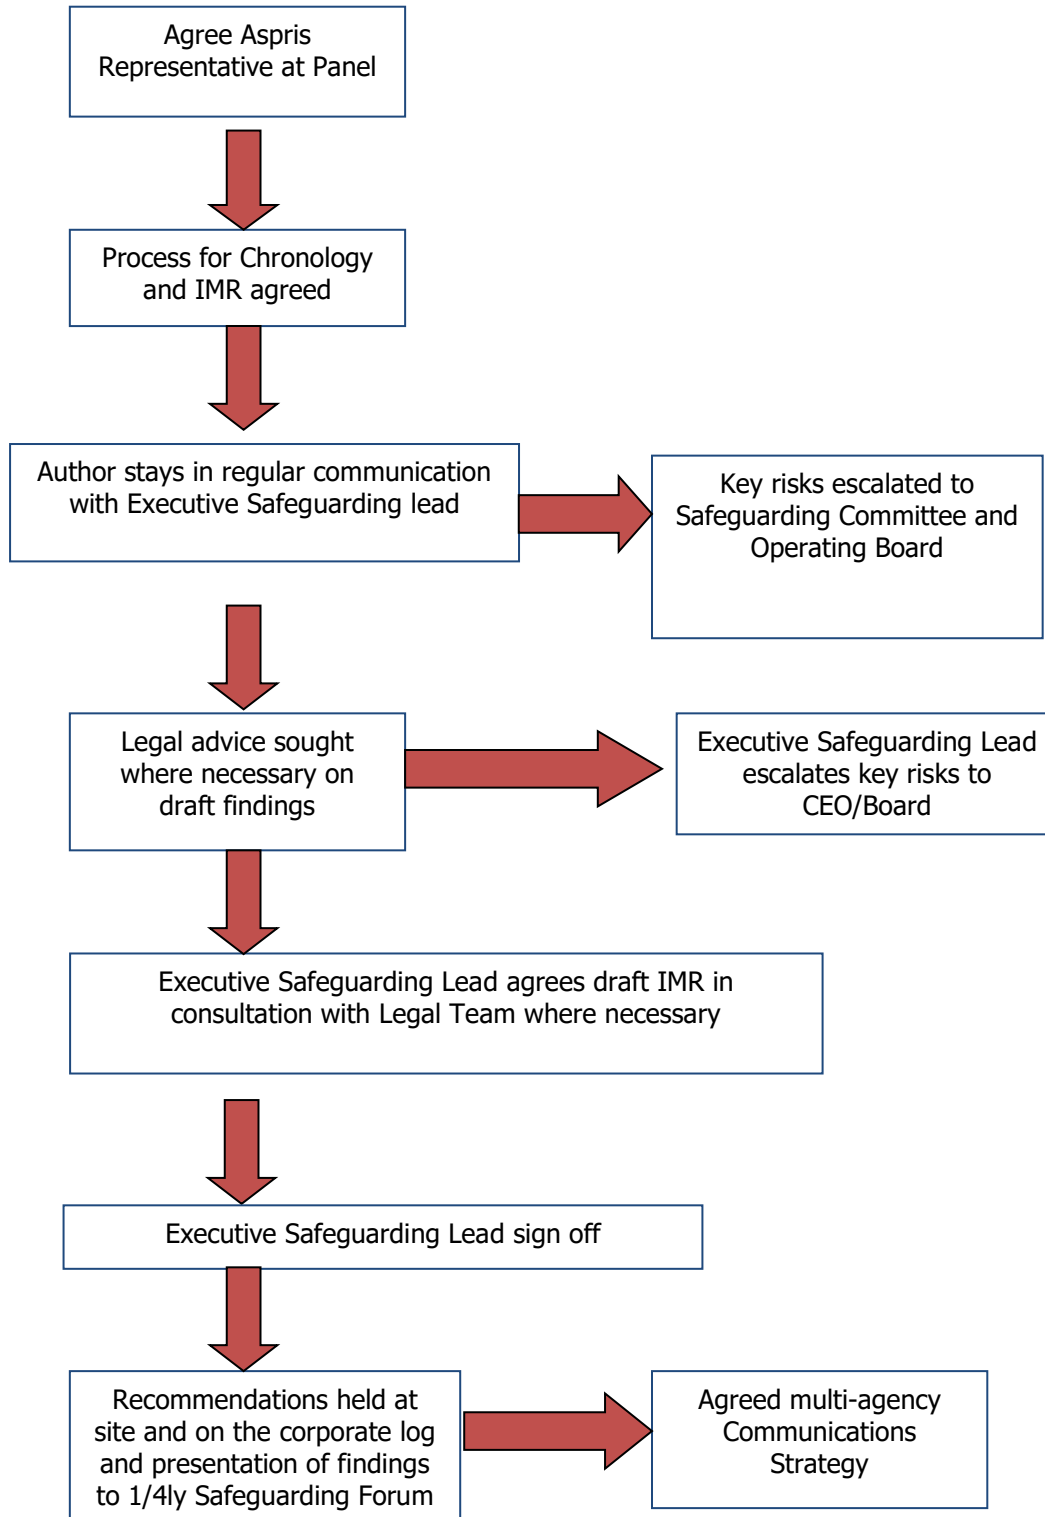 Agree Aspris
Representative at Panel
Process for Chronology
and IMR agreed
Author stays in regular communication
with Executive Safeguarding lead
Key risks escalated to
Safeguarding Committee and
Operating Board
Legal advice sought
where necessary on
draft findings
Executive Safeguarding Lead
escalates key risks to
CEO/Board
Executive Safeguarding Lead agrees draft IMR in
consultation with Legal Team where necessary
Executive Safeguarding Lead sign off
Recommendations held at
site and on the corporate log
and presentation of findings
to 1/4ly Safeguarding Forum
Agreed multi-agency
Communications
Strategy